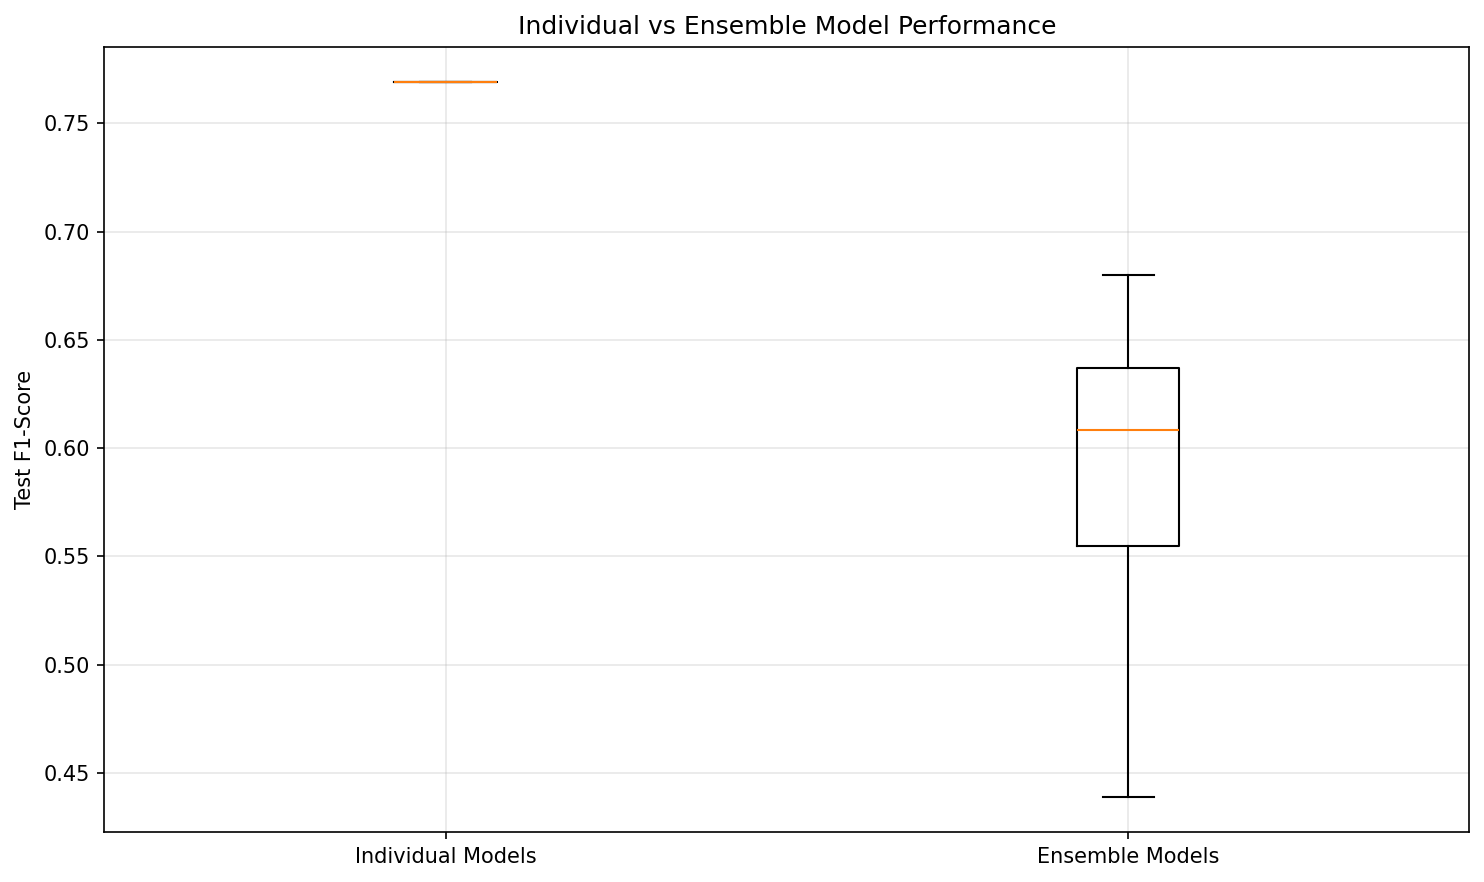 Individual vs Ensemble Model Performance
Test F1-Score
0.75
0.70
0.65
0.60
0.55
0.50
0.45
Individual Models
Ensemble Models